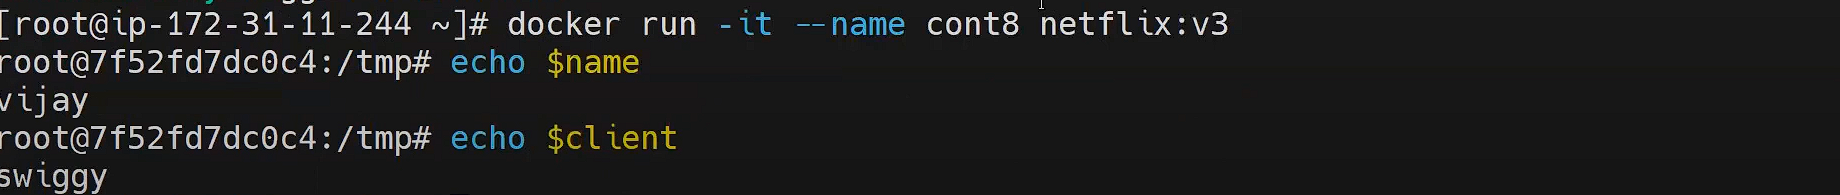 [root@ip-172-31-11-244 ~]# docker run -it --name cont8 netflix:v3
root@7f52fd7dc0c4:/tmp# echo $name
vijay
root@7f52fd7dc0c4:/tmp# echo $client
swiggy